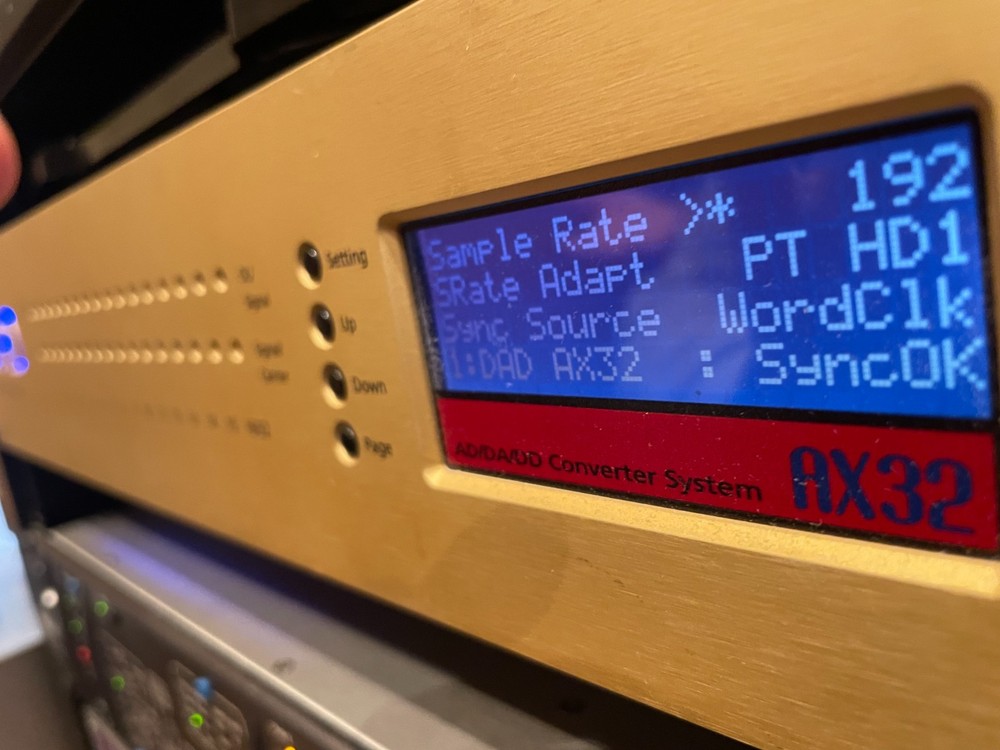 Sample Rate >* 192
SRate Adapt PT HD1
Sync Source WordClk
1:DAD AX32 : SyncOK
AD/DA/DD Converter System AX32
Setting
Up
Down
Page